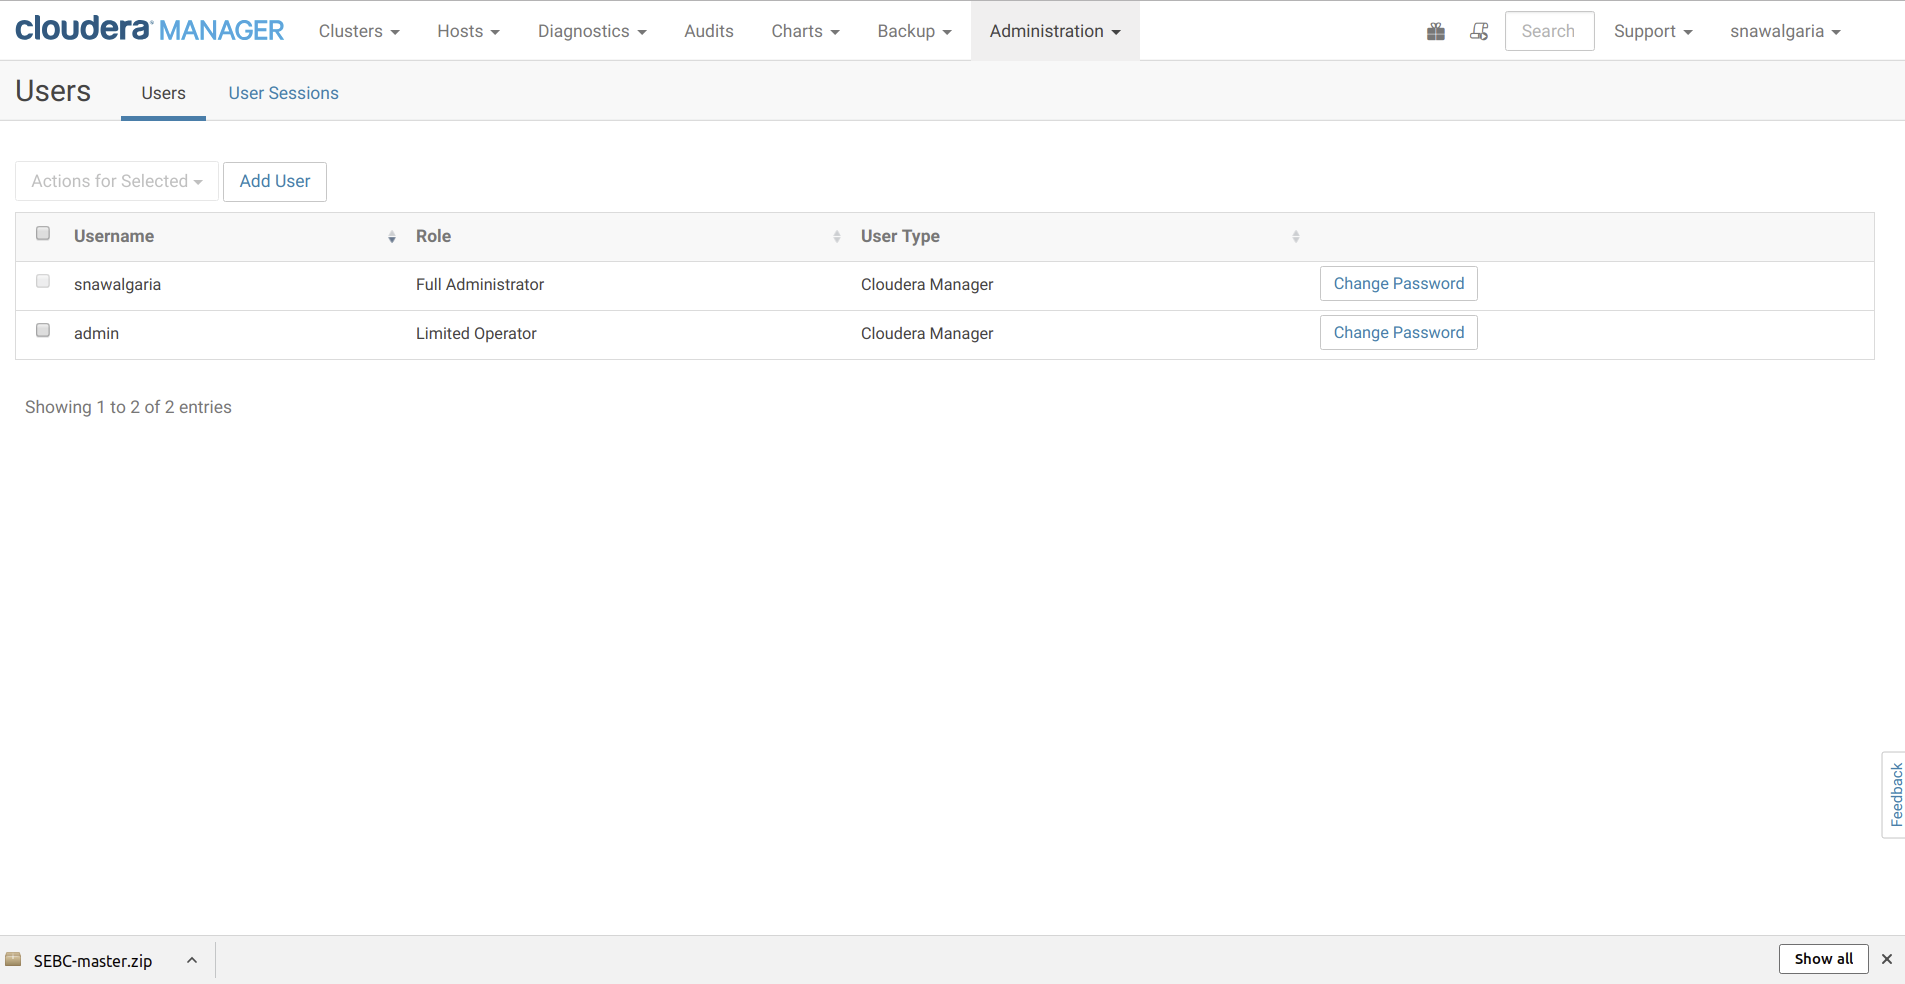 cloudera MANAGER Clusters Hosts Diagnostics Audits Charts Backup Administration Search Support snawalgaria
Users Users User Sessions
Actions for Selected Add User
Username Role User Type
snawalgaria Full Administrator Cloudera Manager Change Password
admin Limited Operator Cloudera Manager Change Password
Showing 1 to 2 of 2 entries
Feedback
SEBC-master.zip Show all